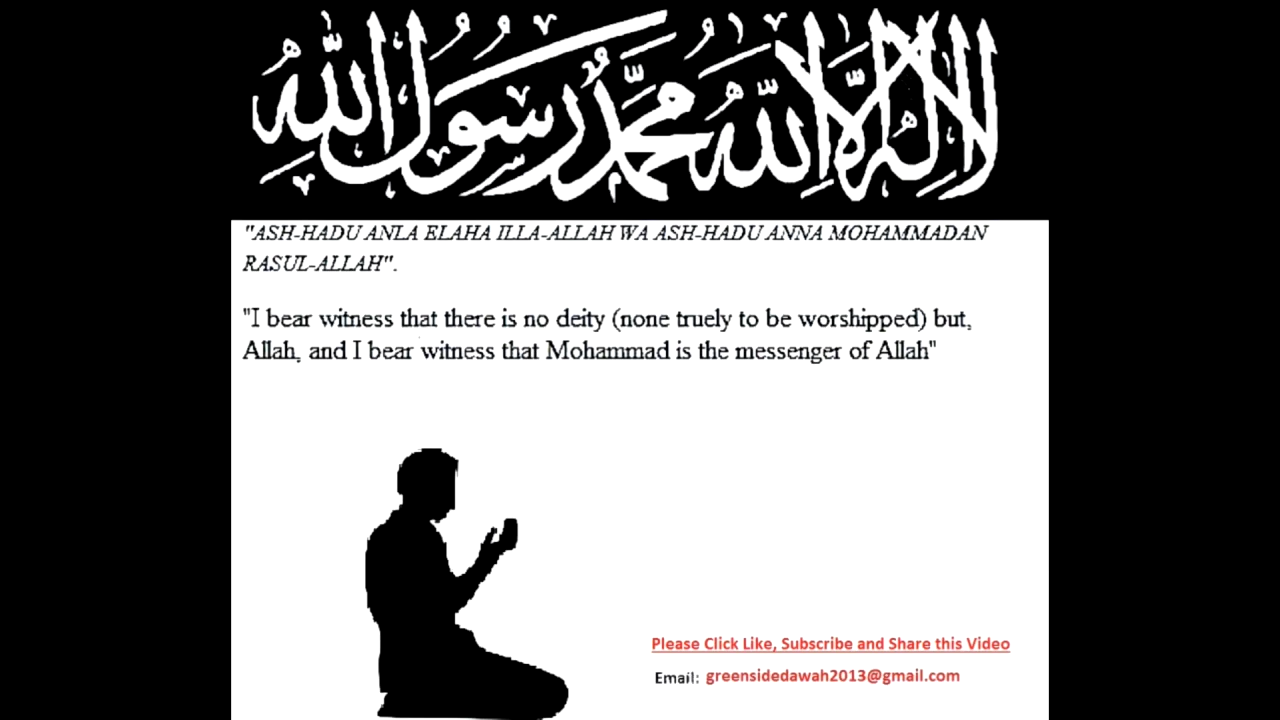 لا إله إلا الله محمد رسول الله
"ASH-HADU ANLA ELAHA ILLA-ALLAH WA ASH-HADU ANNA MOHAMMADAN
RASUL-ALLAH".
"I bear witness that there is no deity (none truely to be worshipped) but,
Allah, and I bear witness that Mohammad is the messenger of Allah"
Please Click Like, Subscribe and Share this Video
Email: greensidedawah2013@gmail.com